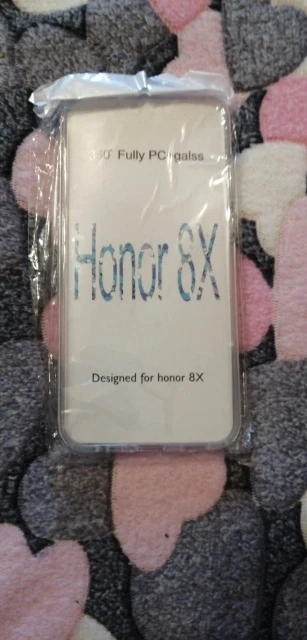 360° Fully PC+galss
Honor 8X
Designed for honor 8X